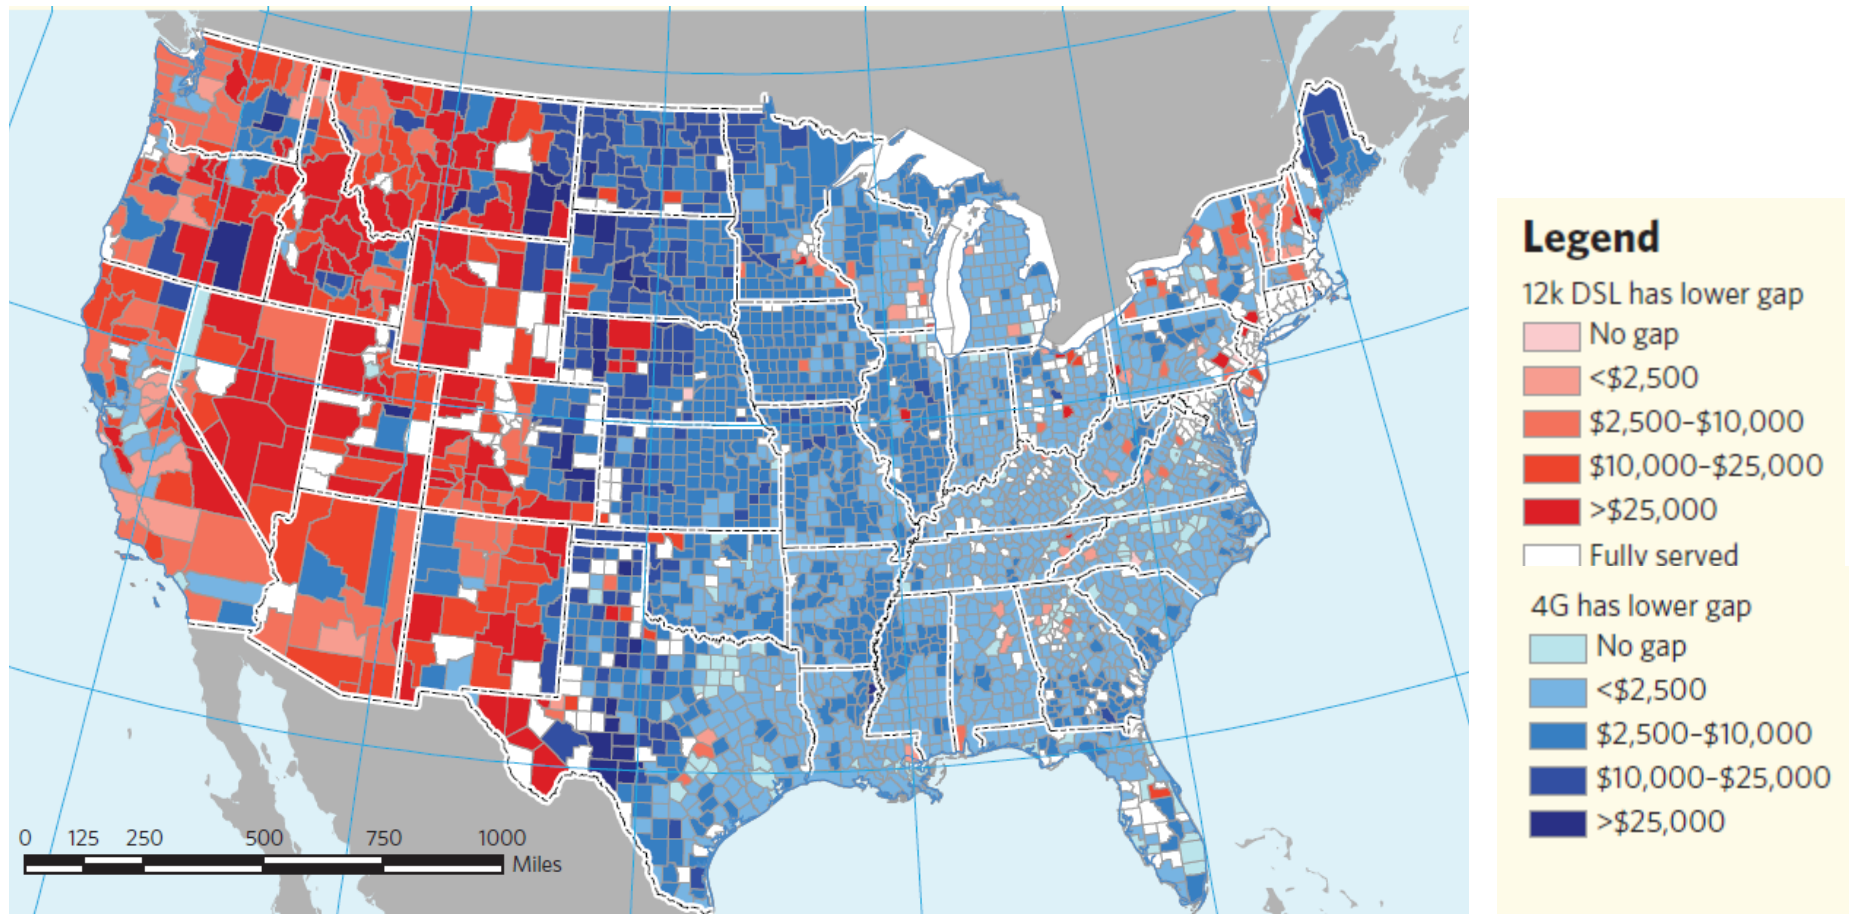 Legend
12k DSL has lower gap
No gap
<$2,500
$2,500–$10,000
$10,000–$25,000
>$25,000
Fully served
4G has lower gap
No gap
<$2,500
$2,500–$10,000
$10,000–$25,000
>$25,000
0 125 250 500 750 1000
Miles